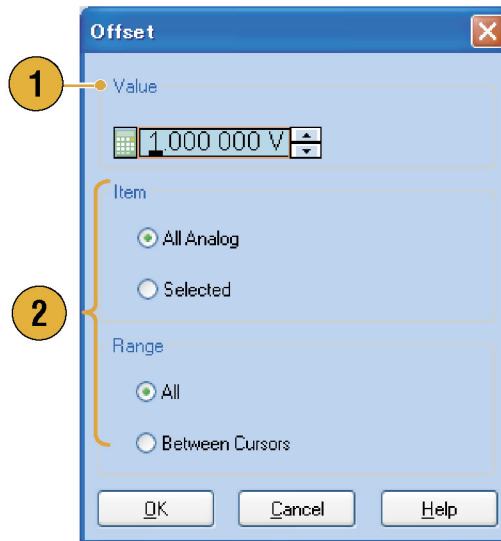 Offset
1
Value
1.000 000 V
Item
All Analog
Selected
2
Range
All
Between Cursors
OK
Cancel
Help